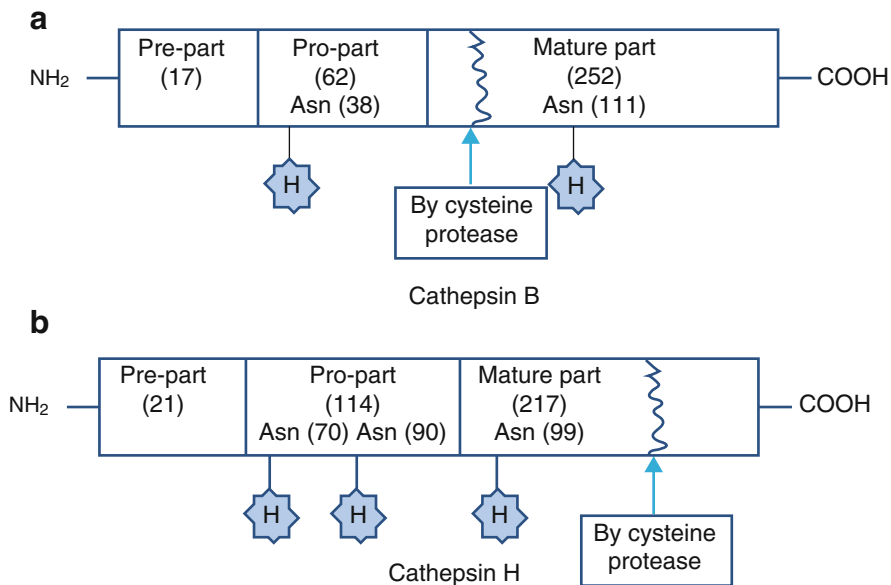 a
Pre-part
(17)
Pro-part
(62)
Asn (38)
Mature part
(252)
Asn (111)
NH₂
COOH
H
H
By cysteine
protease
Cathepsin B
b
Pre-part
(21)
Pro-part
(114)
Asn (70) Asn (90)
Mature part
(217)
Asn (99)
NH₂
COOH
H
H
H
By cysteine
protease
Cathepsin H